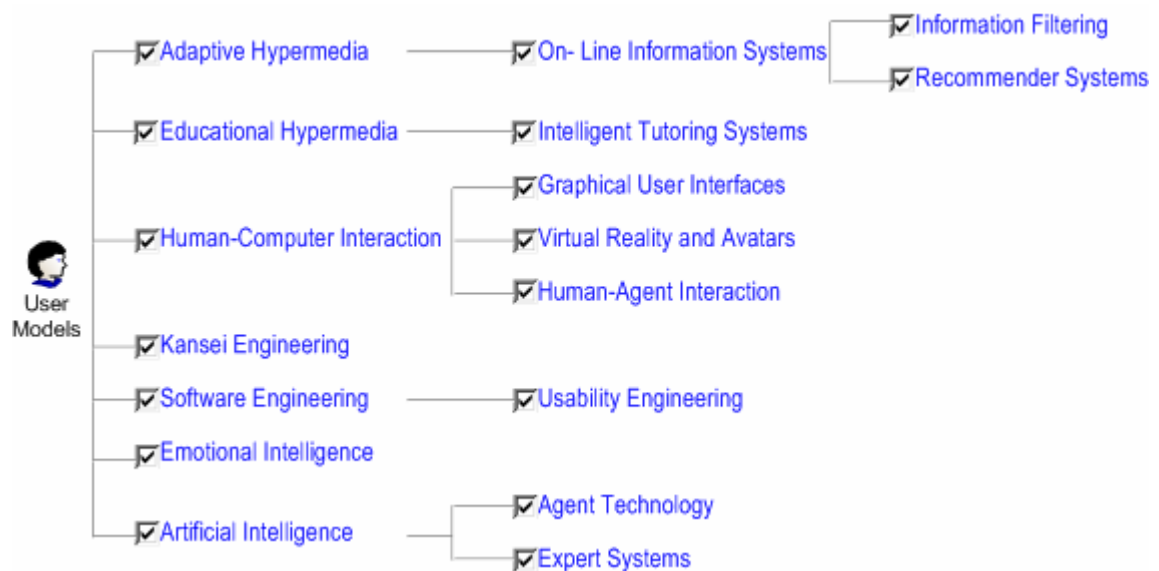 Information Filtering
Adaptive Hypermedia
On- Line Information Systems
Recommender Systems
Educational Hypermedia
Intelligent Tutoring Systems
Graphical User Interfaces
Human-Computer Interaction
Virtual Reality and Avatars
Human-Agent Interaction
User
Models
Kansei Engineering
Software Engineering
Usability Engineering
Emotional Intelligence
Agent Technology
Artificial Intelligence
Expert Systems